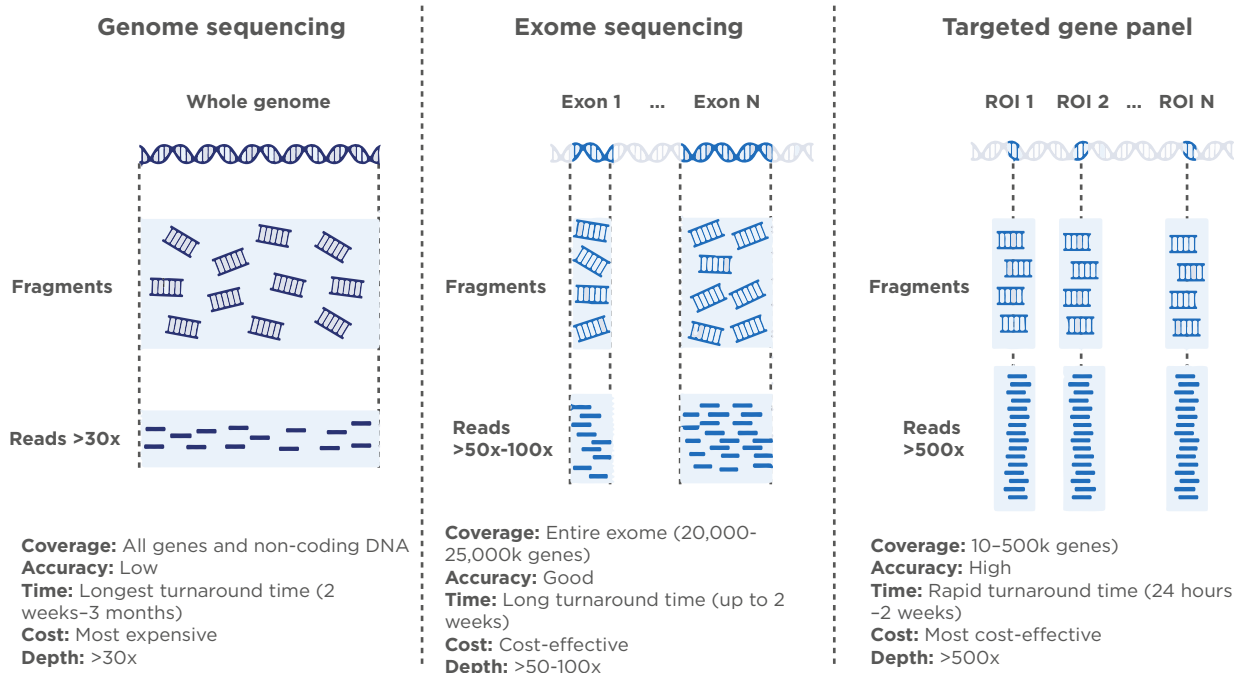 Genome sequencing
Whole genome
Fragments
Reads >30x
Coverage: All genes and non-coding DNA
Accuracy: Low
Time: Longest turnaround time (2
weeks–3 months)
Cost: Most expensive
Depth: >30x
Exome sequencing
Exon 1 ... Exon N
Fragments
Reads
>50x-100x
Coverage: Entire exome (20,000-
25,000k genes)
Accuracy: Good
Time: Long turnaround time (up to 2
weeks)
Cost: Cost-effective
Depth: >50-100x
Targeted gene panel
ROI 1 ROI 2 ... ROI N
Fragments
Reads
>500x
Coverage: 10–500k genes)
Accuracy: High
Time: Rapid turnaround time (24 hours
–2 weeks)
Cost: Most cost-effective
Depth: >500x